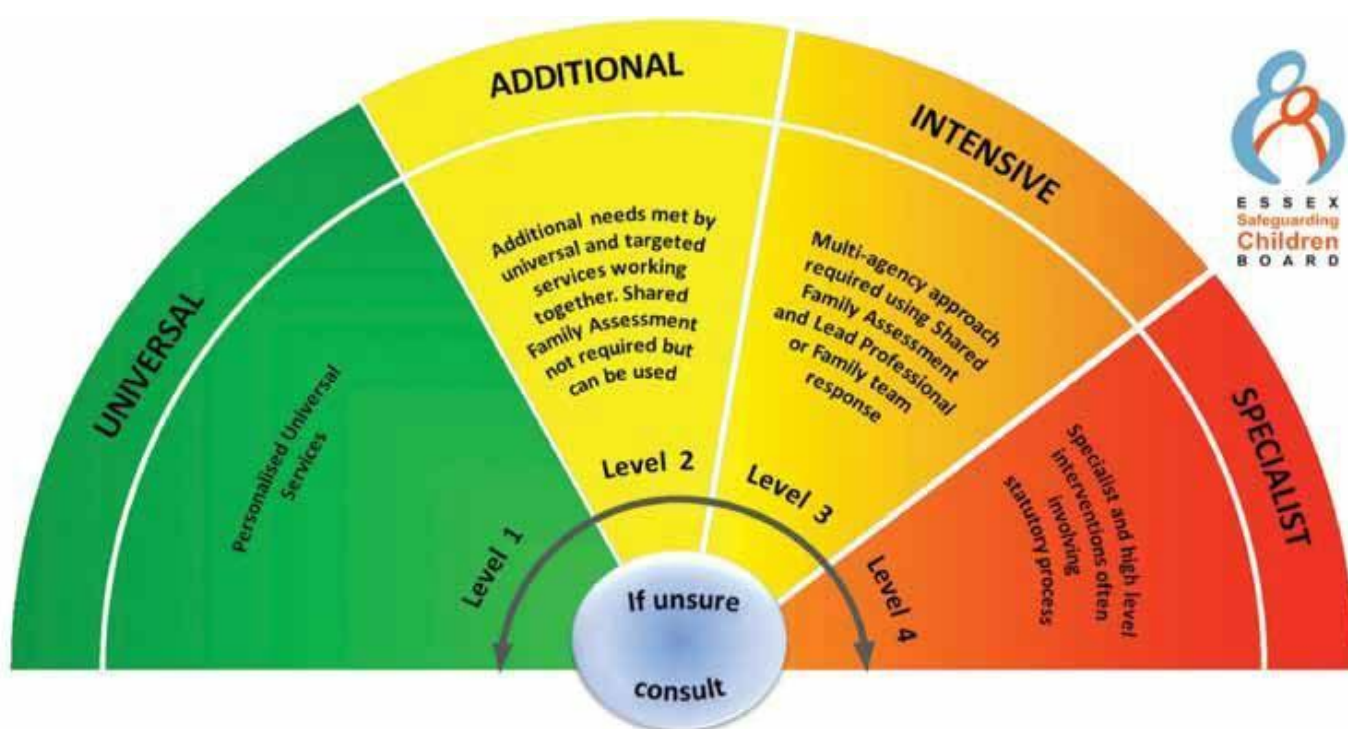 UNIVERSAL
Personalised Universal
Services
Level 1
ADDITIONAL
Additional needs met by
universal and targeted
services working
together. Shared
Family Assessment
not required but
can be used
Level 2
INTENSIVE
Multi-agency approach
required using Shared
Family Assessment
and Lead Professional
or Family team
response
Level 3
SPECIALIST
Specialist and high level
interventions often
involving
statutory process
Level 4
If unsure
consult
ESSEX
Safeguarding
Children
BOARD